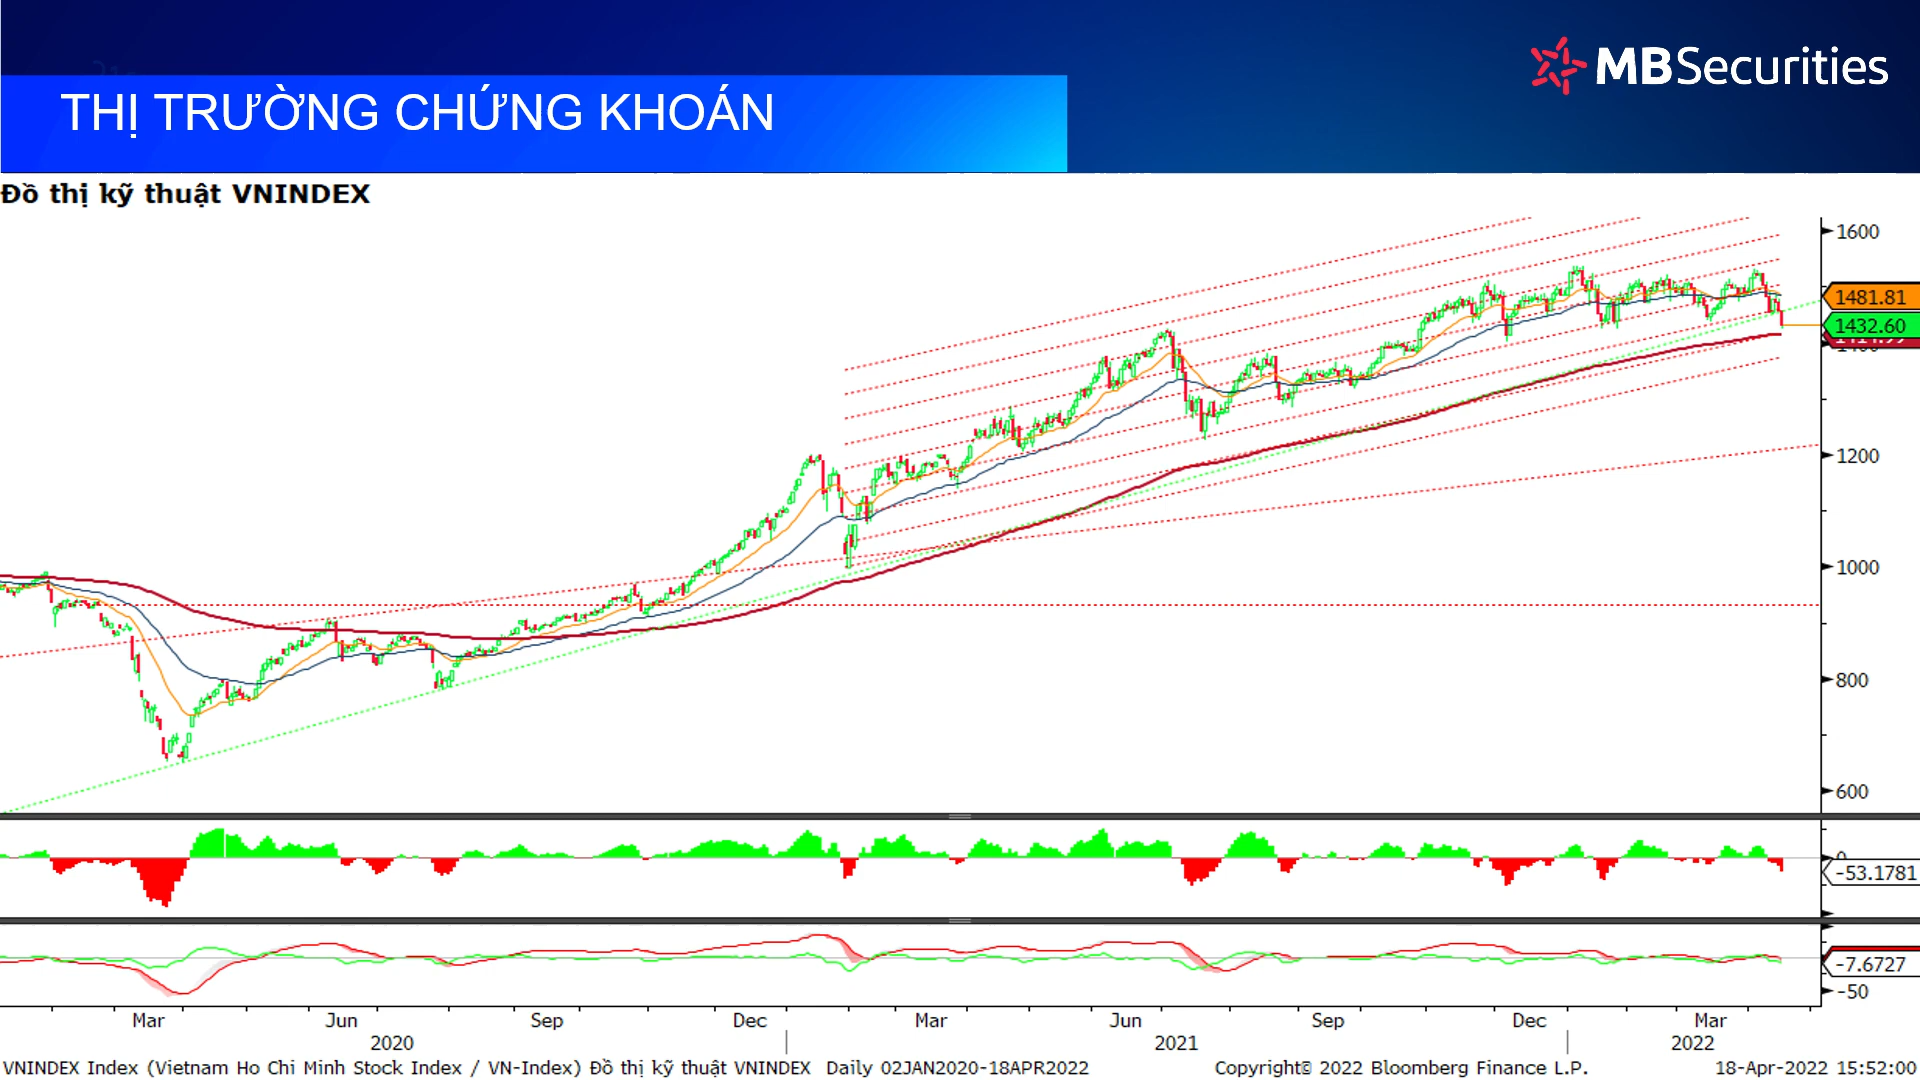 MBSecurities
THỊ TRƯỜNG CHỨNG KHOÁN
Đồ thị kỹ thuật VNINDEX
1600
1481.81
1432.60
1200
1000
800
600
0
-53.1781
-7.6727
-50
Mar Jun Sep Dec Mar Jun Sep Dec Mar
2020 2021 2022
VNINDEX Index (Vietnam Ho Chi Minh Stock Index / VN-Index) Đồ thị kỹ thuật VNINDEX Daily 02JAN2020-18APR2022 Copyright© 2022 Bloomberg Finance L.P. 18-Apr-2022 15:52:00